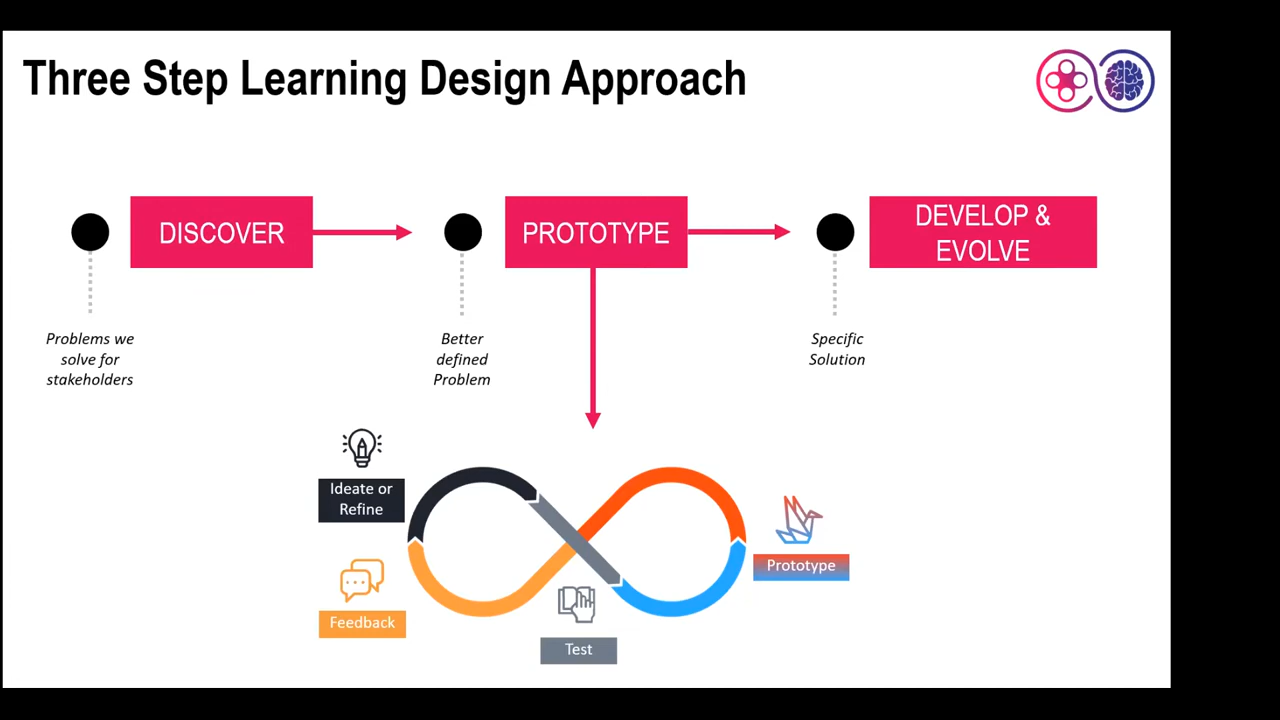 Three Step Learning Design Approach
DISCOVER
PROTOTYPE
DEVELOP &
EVOLVE
Problems we
solve for
stakeholders
Better
defined
Problem
Specific
Solution
Ideate or
Refine
Prototype
Feedback
Test